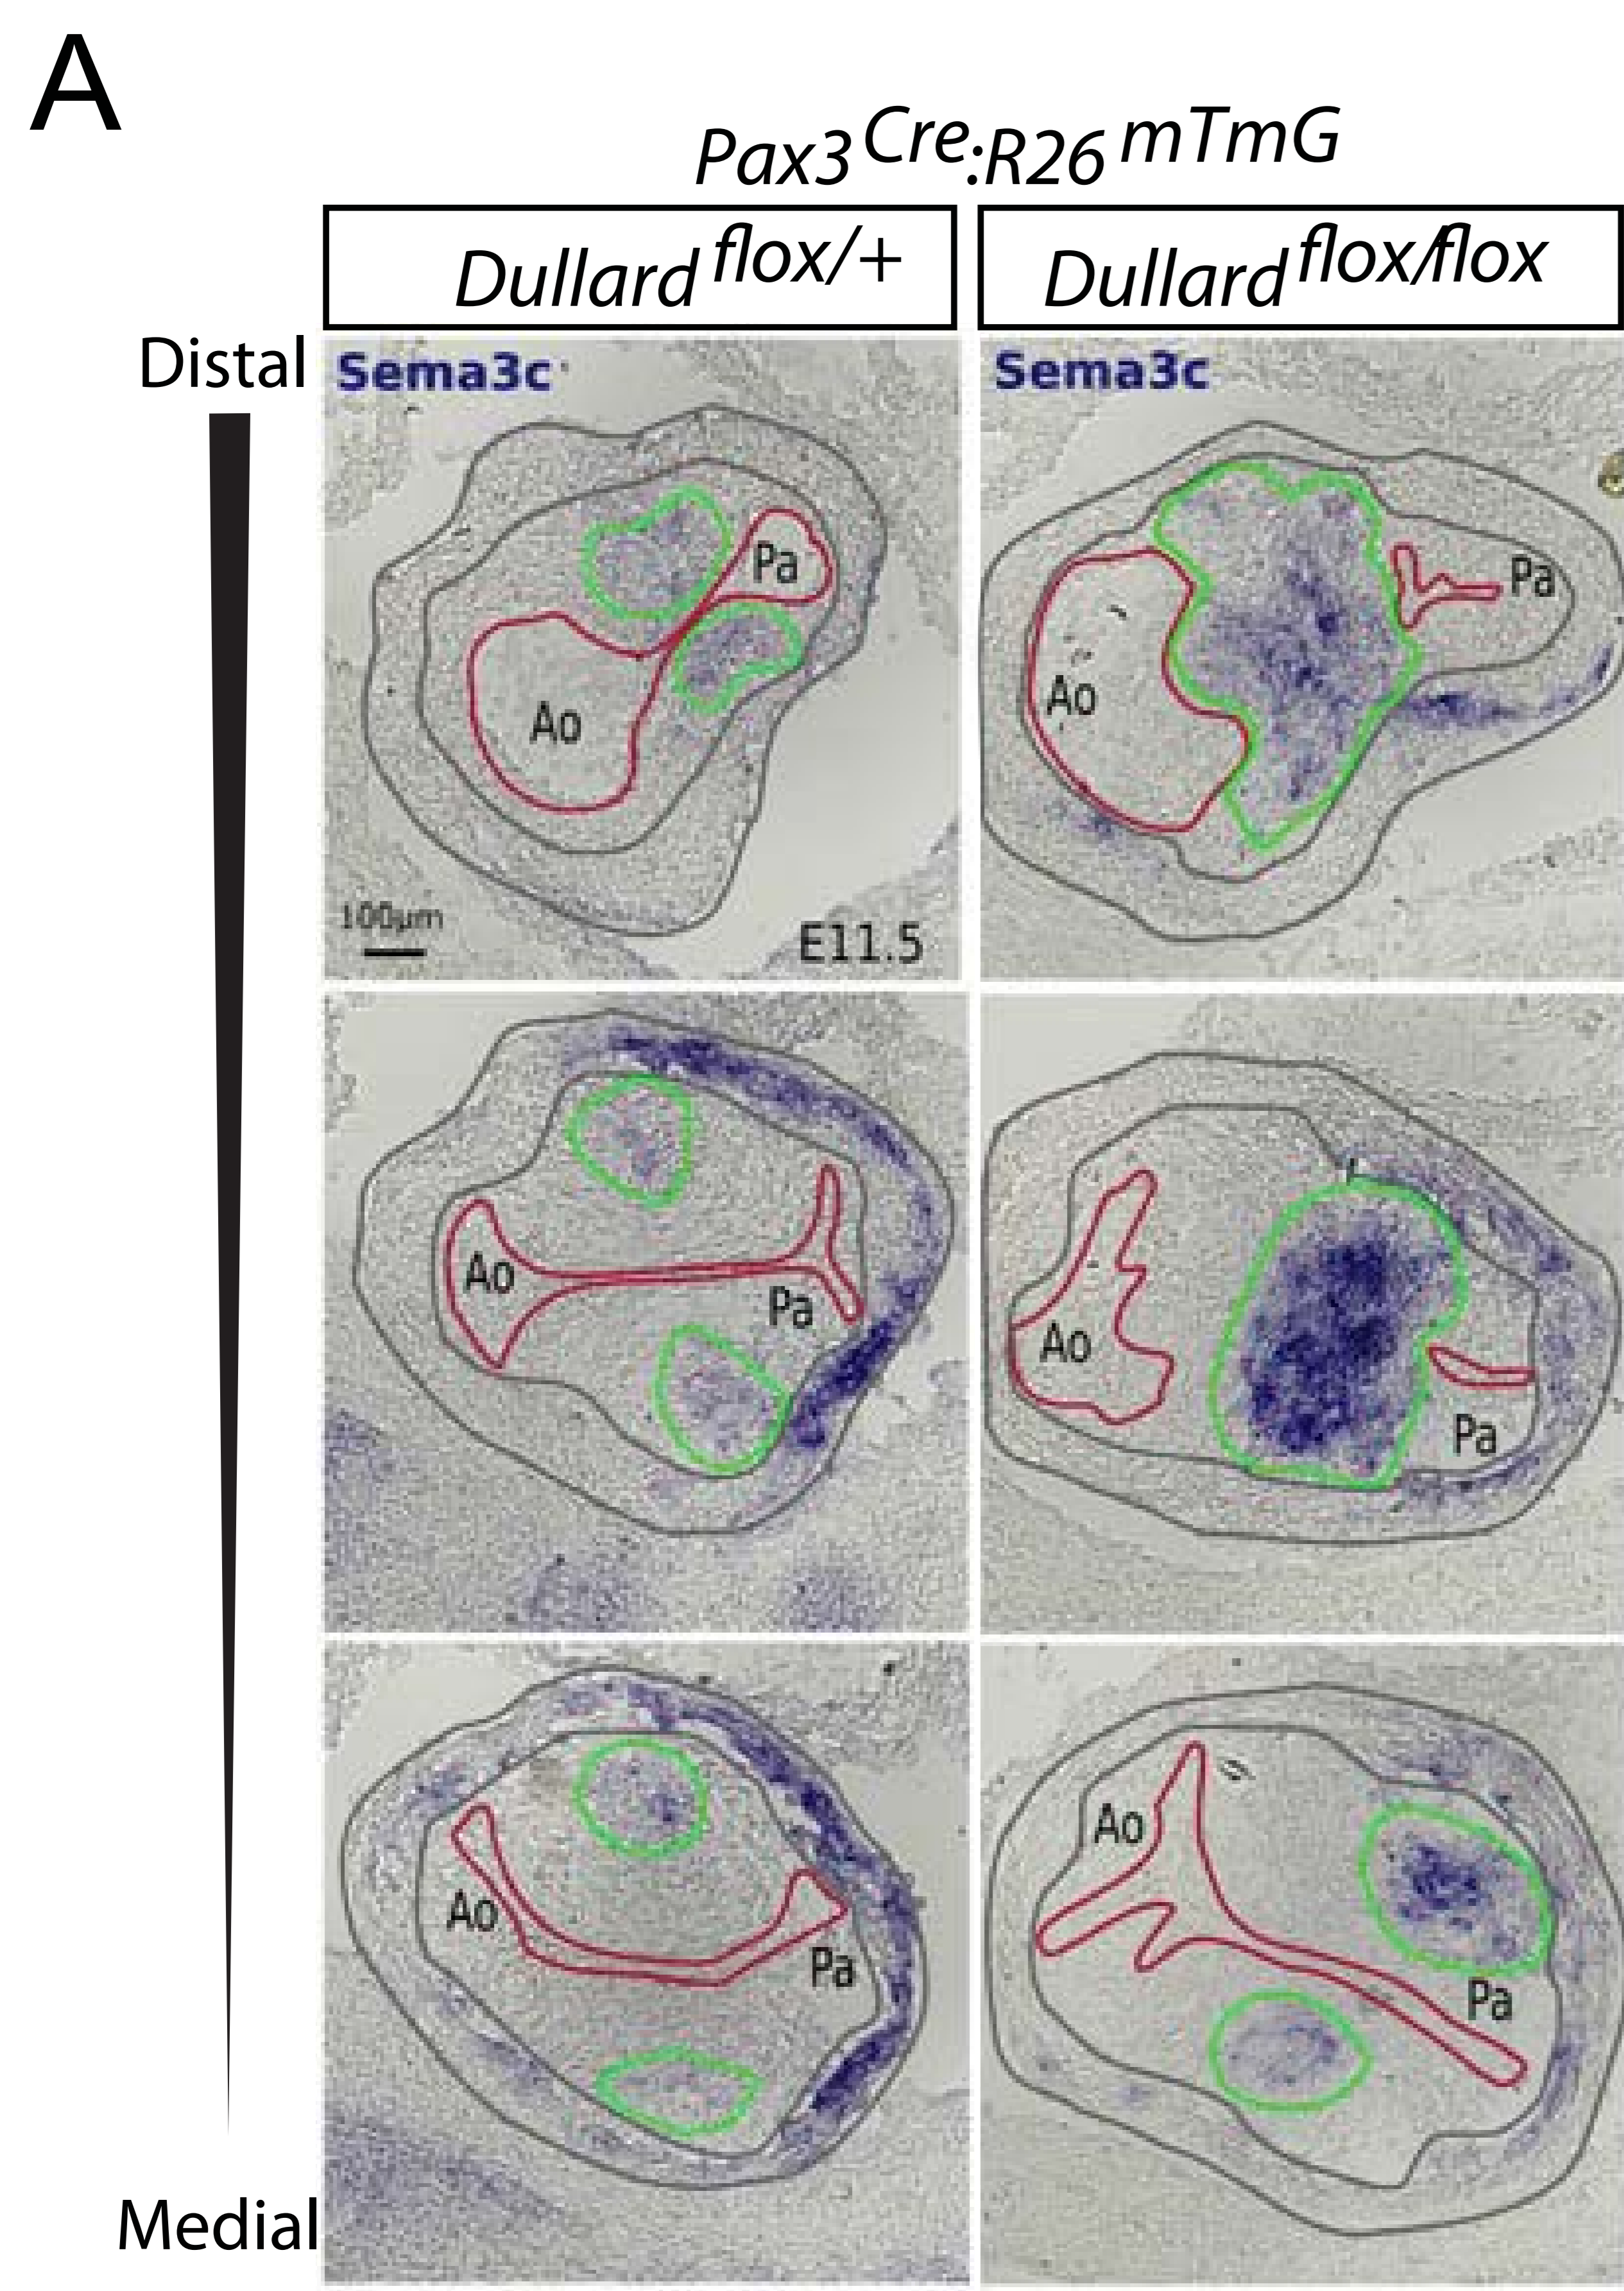 A
Pax3Cre:R26mTmG
Dullardflox/+ Dullardflox/flox
Distal
Sema3c Sema3c
Pa Pa
Ao Ao
100µm
E11.5
Ao Ao
Pa Pa
Ao Ao
Pa Pa
Medial